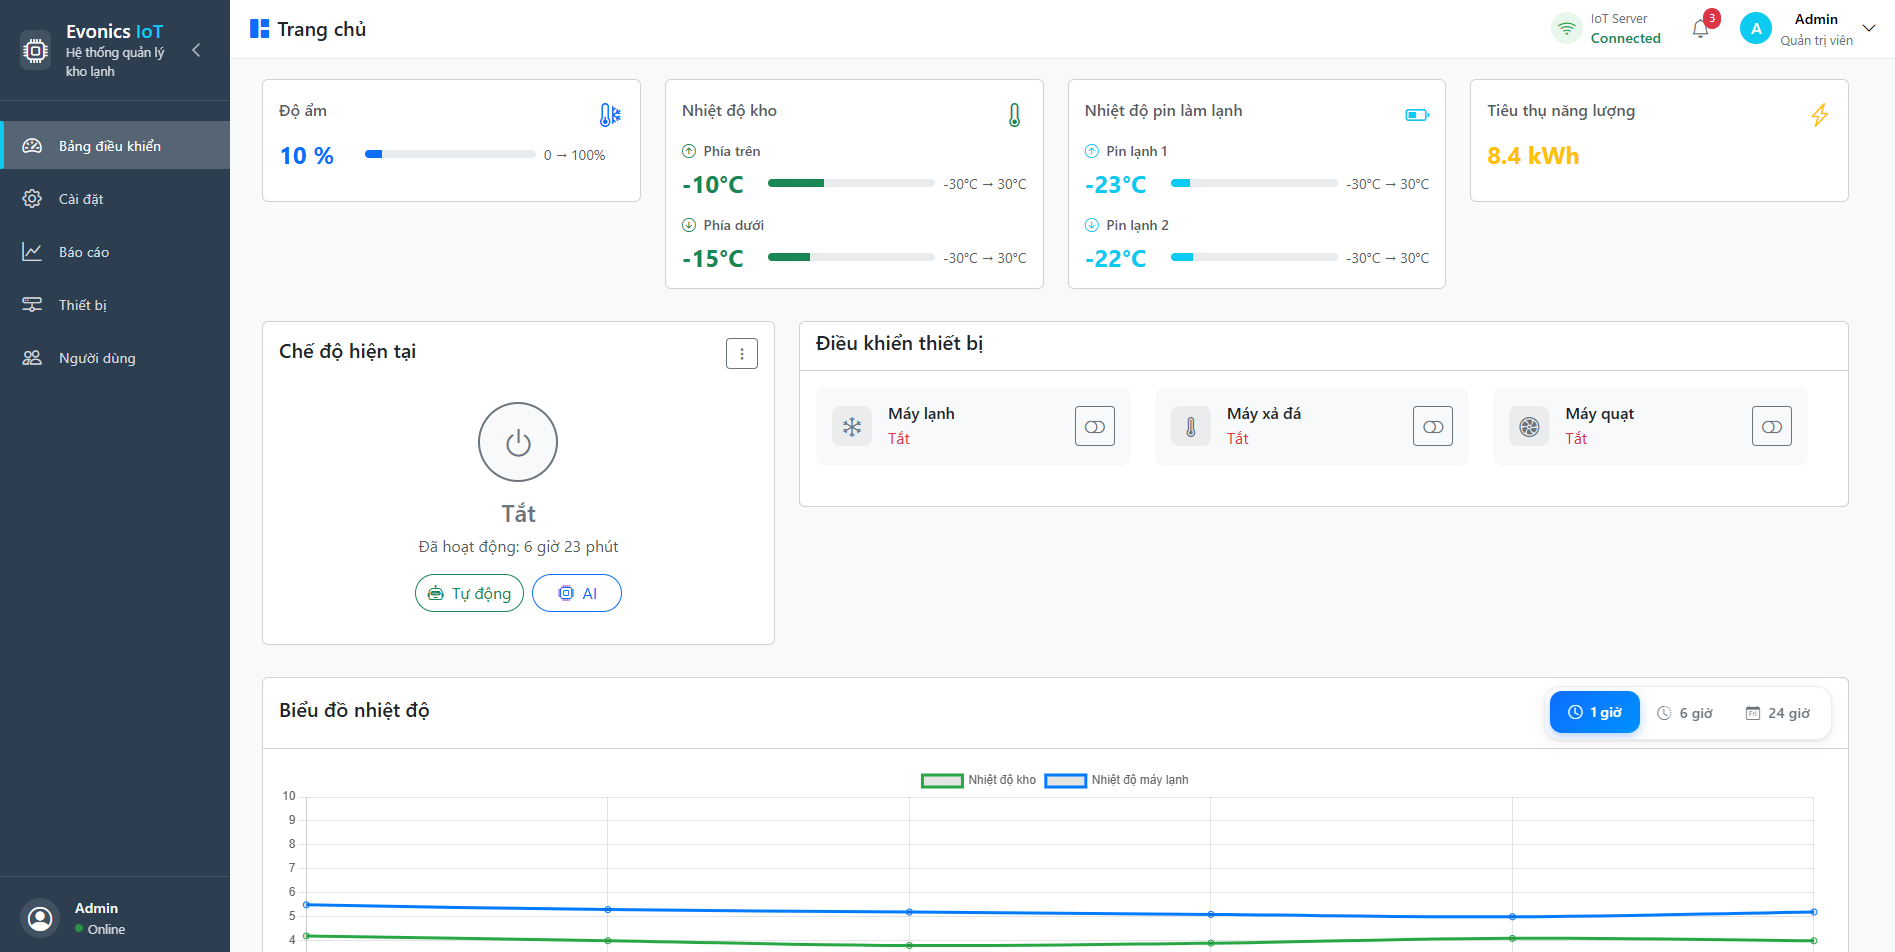 Evonics IoT
Hệ thống quản lý
kho lạnh
Bảng điều khiển
Cài đặt
Báo cáo
Thiết bị
Người dùng
Admin
Online
Trang chủ
IoT Server
Connected
3
A
Admin
Quản trị viên
Độ ẩm
10 %
0 → 100%
Nhiệt độ kho
Phía trên
-10°C
-30°C → 30°C
Phía dưới
-15°C
-30°C → 30°C
Nhiệt độ pin làm lạnh
Pin lạnh 1
-23°C
-30°C → 30°C
Pin lạnh 2
-22°C
-30°C → 30°C
Tiêu thụ năng lượng
8.4 kWh
Chế độ hiện tại
Tắt
Đã hoạt động: 6 giờ 23 phút
Tự động
AI
Điều khiển thiết bị
Máy lạnh
Tắt
Máy xả đá
Tắt
Máy quạt
Tắt
Biểu đồ nhiệt độ
1 giờ
6 giờ
Fri
24 giờ
Nhiệt độ kho
Nhiệt độ máy lạnh
10
9
8
7
6
5
4